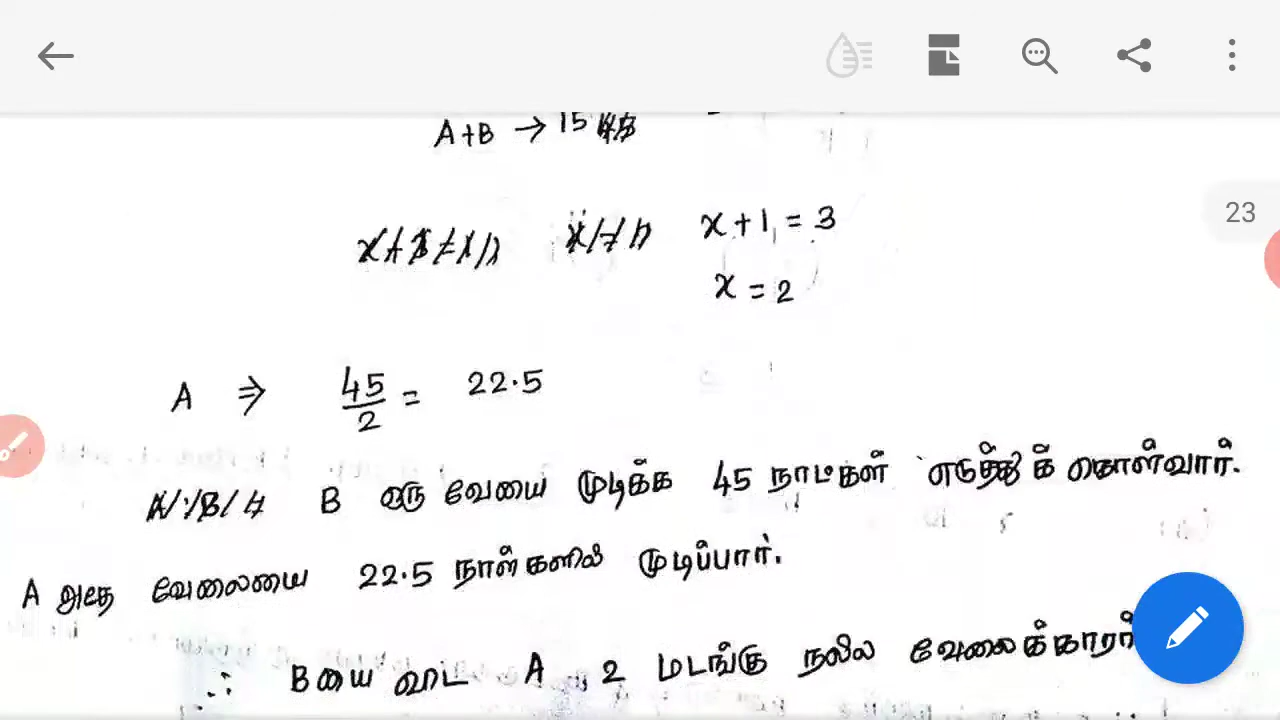 A+B → 15
23
x + 1 = 3
x = 2
A ⇒ 45/2 = 22.5
B ஒரு வேயை முடிக்க 45 நாட்கள் எடுத்துக் கொள்வார்.
A அதே வேலையை 22.5 நாள்களில் முடிப்பார்.
∴ Bயை விட A 2 மடங்கு நல்ல வேலைக்காரர்